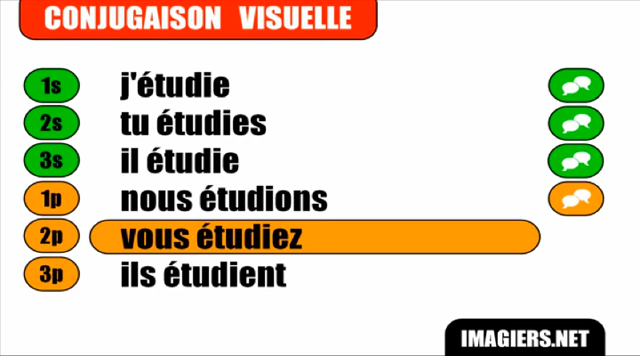 CONJUGAISON VISUELLE
1s j'étudie
2s tu étudies
3s il étudie
1p nous étudions
2p vous étudiez
3p ils étudient
IMAGIERS.NET